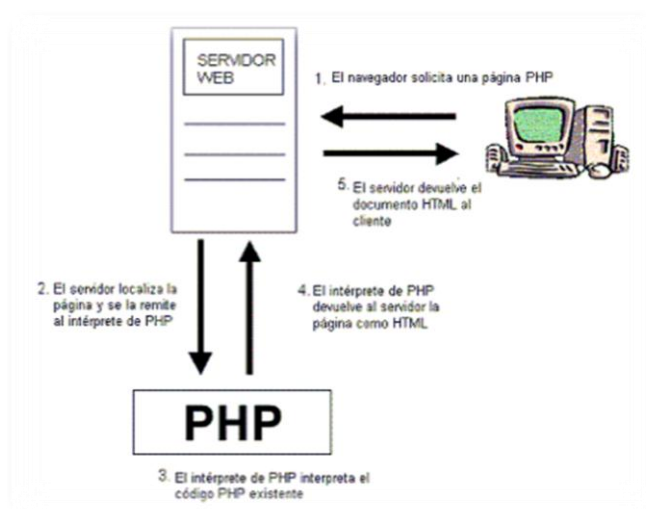 SERVIDOR
WEB
1. El navegador solicita una página PHP
5. El servidor devuelve el
documento HTML al
cliente
2. El servidor localiza la
página y se la remite
al intérprete de PHP
4. El intérprete de PHP
devuelve al servidor la
página como HTML
PHP
3. El intérprete de PHP interpreta el
código PHP existente